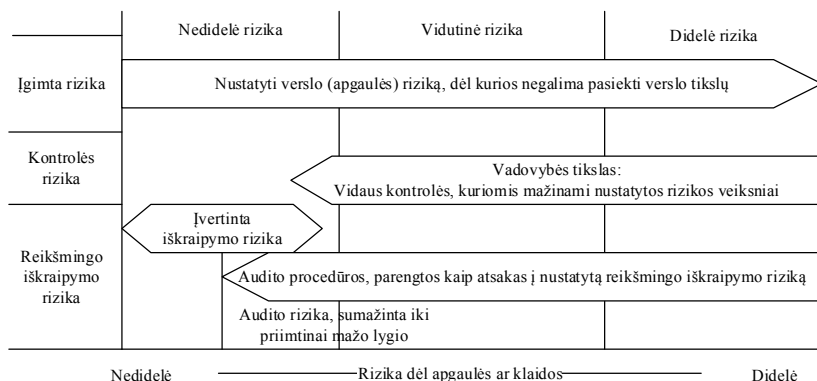 Nedidelė rizika Vidutinė rizika Didelė rizika
Įgimta rizika
Nustatyti verslo (apgaulės) riziką, dėl kurios negalima pasiekti verslo tikslų
Kontrolės
rizika
Vadovybės tikslas:
Vidaus kontrolės, kuriomis mažinami nustatytos rizikos veiksniai
Reikšmingo
iškraipymo
rizika
Įvertinta
iškraipymo rizika
Audito procedūros, parengtos kaip atsakas į nustatytą reikšmingo iškraipymo riziką
Audito rizika, sumažinta iki
priimtinai mažo lygio
Nedidelė Rizika dėl apgaulės ar klaidos Didelė